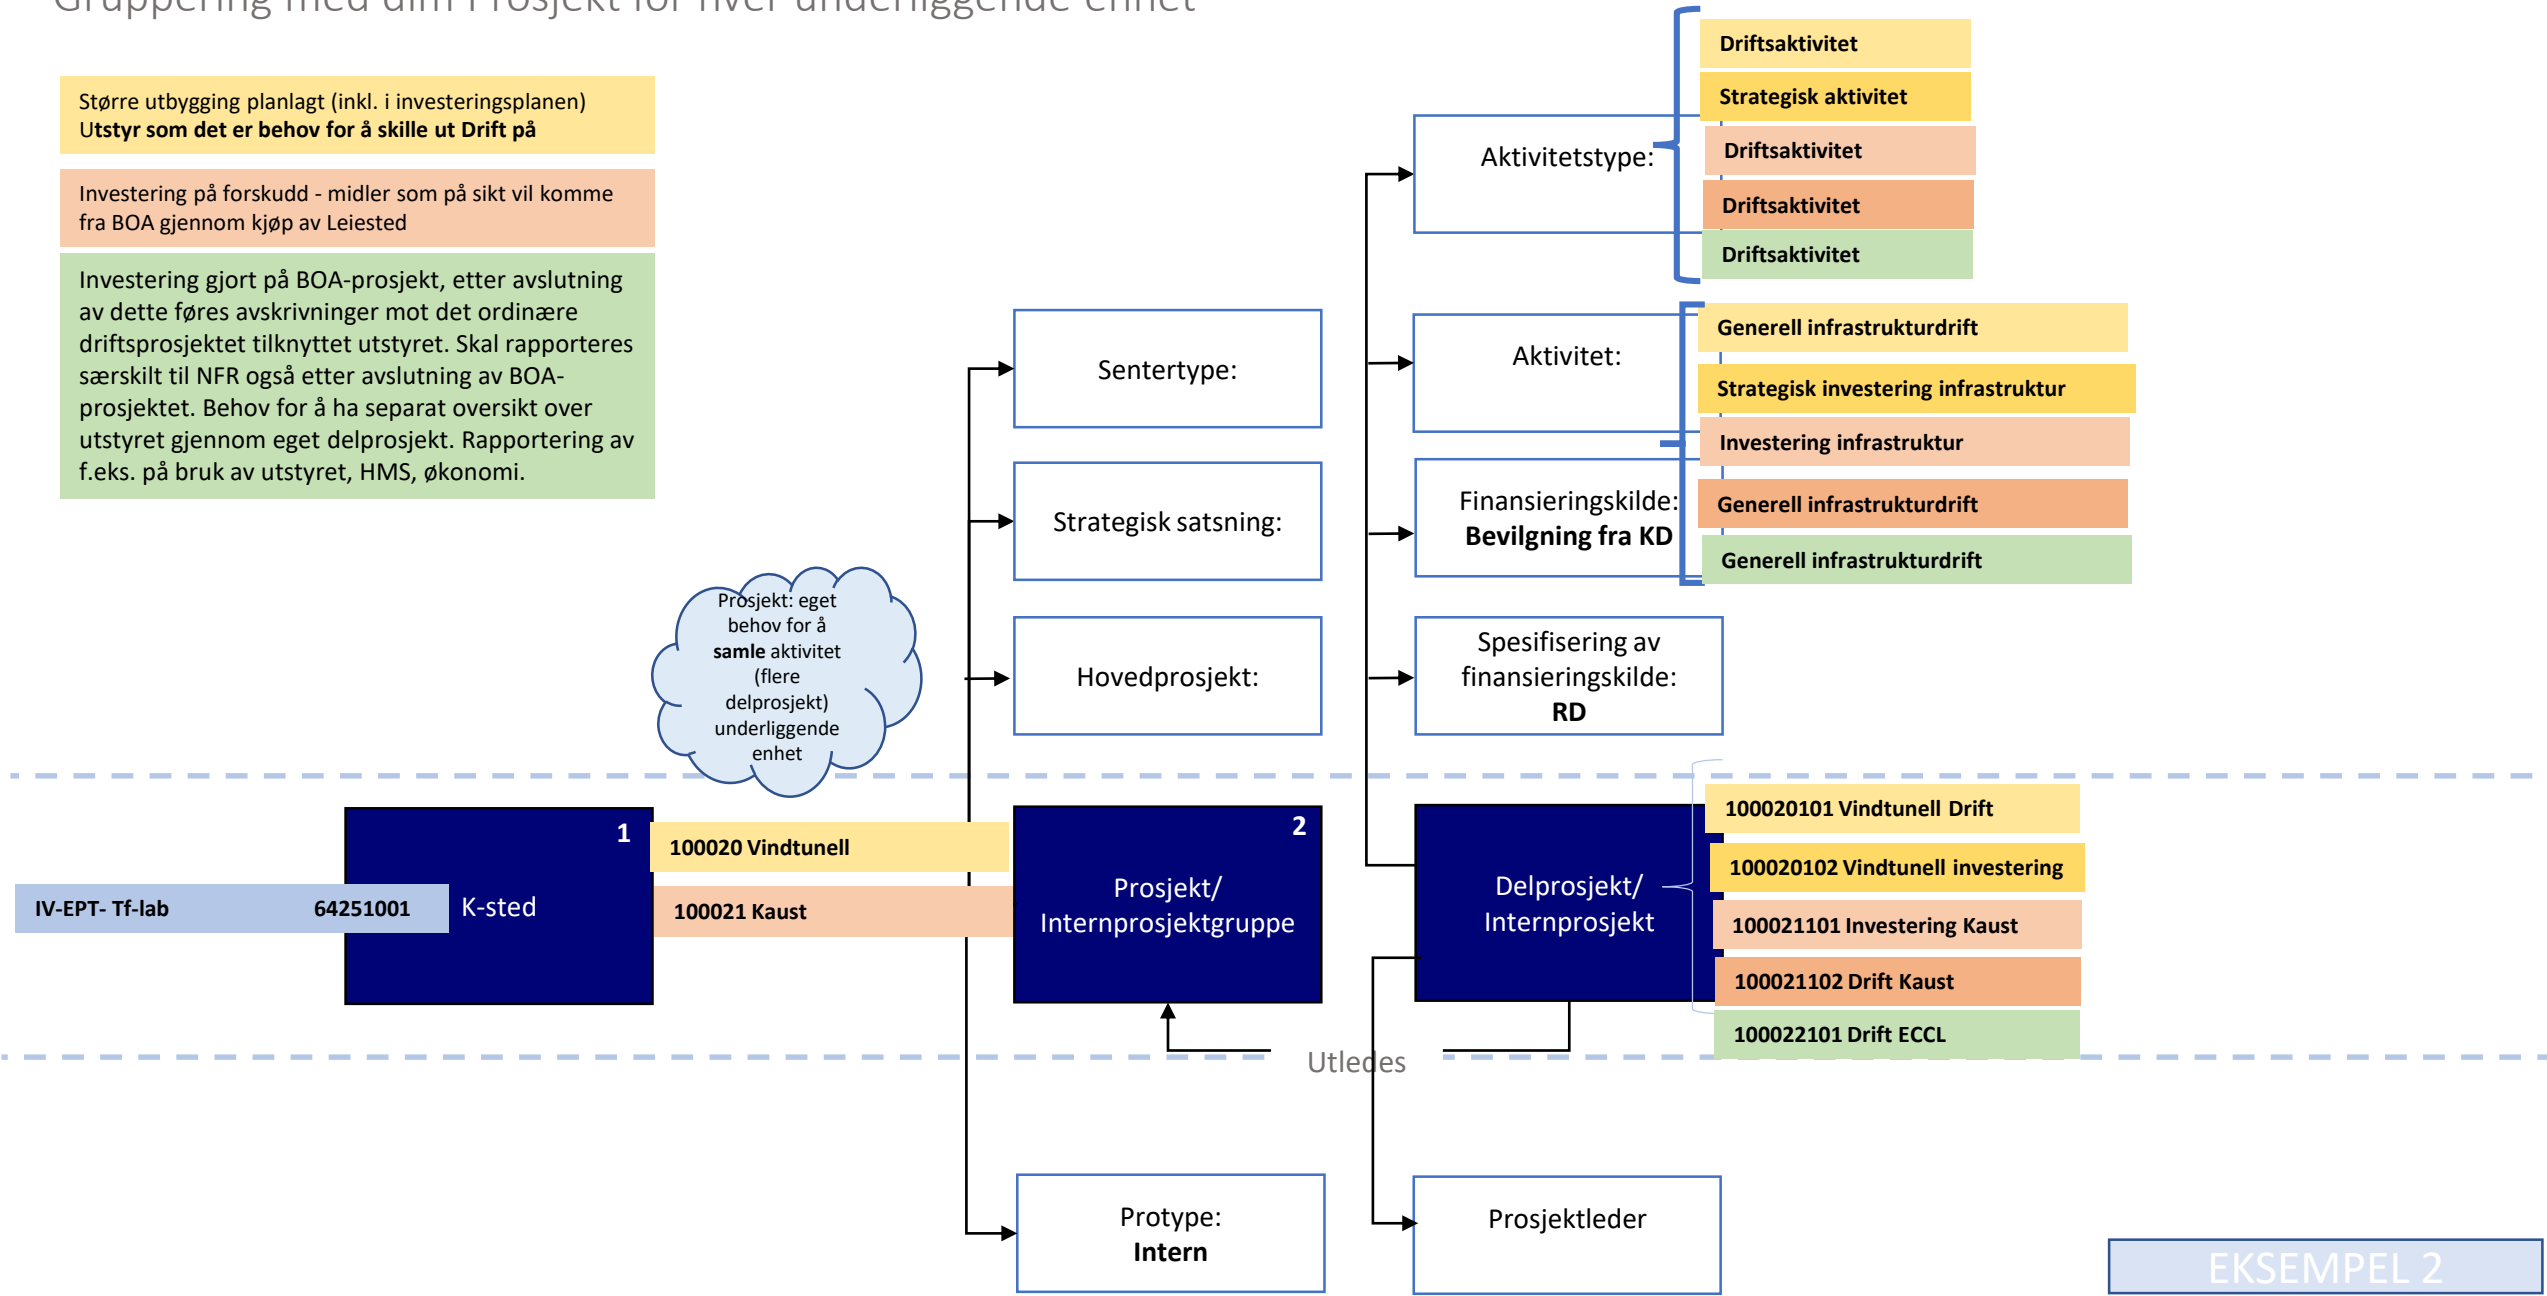 Gruppering med dim Prosjekt for hver underliggende enhet
Større utbygging planlagt (inkl. i investeringsplanen)
Utstyr som det er behov for å skille ut Drift på
Investering på forskudd - midler som på sikt vil komme
fra BOA gjennom kjøp av Leiested
Investering gjort på BOA-prosjekt, etter avslutning
av dette føres avskrivninger mot det ordinære
driftsprosjektet tilknyttet utstyret. Skal rapporteres
særskilt til NFR også etter avslutning av BOA-
prosjektet. Behov for å ha separat oversikt over
utstyret gjennom eget delprosjekt. Rapportering av
f.eks. på bruk av utstyret, HMS, økonomi.
Prosjekt: eget
behov for å
samle aktivitet
(flere
delprosjekt)
underliggende
enhet
Sentertype:
Strategisk satsning:
Hovedprosjekt:
Aktivitetstype:
Driftsaktivitet
Strategisk aktivitet
Driftsaktivitet
Driftsaktivitet
Driftsaktivitet
Aktivitet:
Generell infrastrukturdrift
Strategisk investering infrastruktur
Investering infrastruktur
Generell infrastrukturdrift
Generell infrastrukturdrift
Finansieringskilde:
Bevilgning fra KD
Spesifisering av
finansieringskilde:
RD
IV-EPT- Tf-lab 64251001
1
K-sted
100020 Vindtunell
100021 Kaust
2
Prosjekt/
Internprosjektgruppe
Delprosjekt/
Internprosjekt
100020101 Vindtunell Drift
100020102 Vindtunell investering
100021101 Investering Kaust
100021102 Drift Kaust
100022101 Drift ECCL
Utledes
Protype:
Intern
Prosjektleder
EKSEMPEL 2